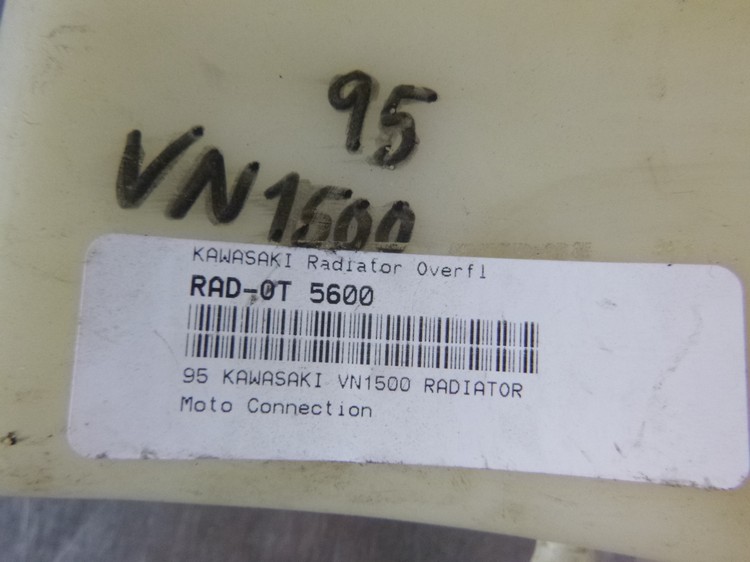 95
VN1500
KAWASAKI Radiator Overfl
RAD-OT 5600
95 KAWASAKI VN1500 RADIATOR
Moto Connection